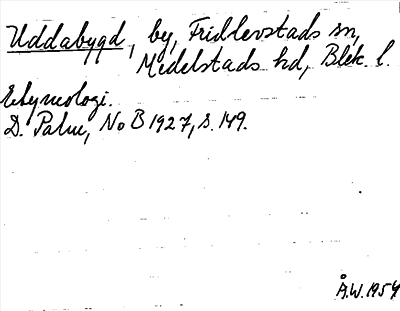 Uddabygd, by, Fridlevstads sn,
Medelstads hd, Blek. l.
Etymologi.
D. Palm, NoB 1927, s. 149.
Å.W. 1954